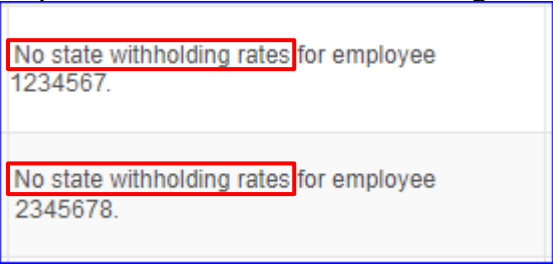 No state withholding rates for employee
1234567.
No state withholding rates for employee
2345678.